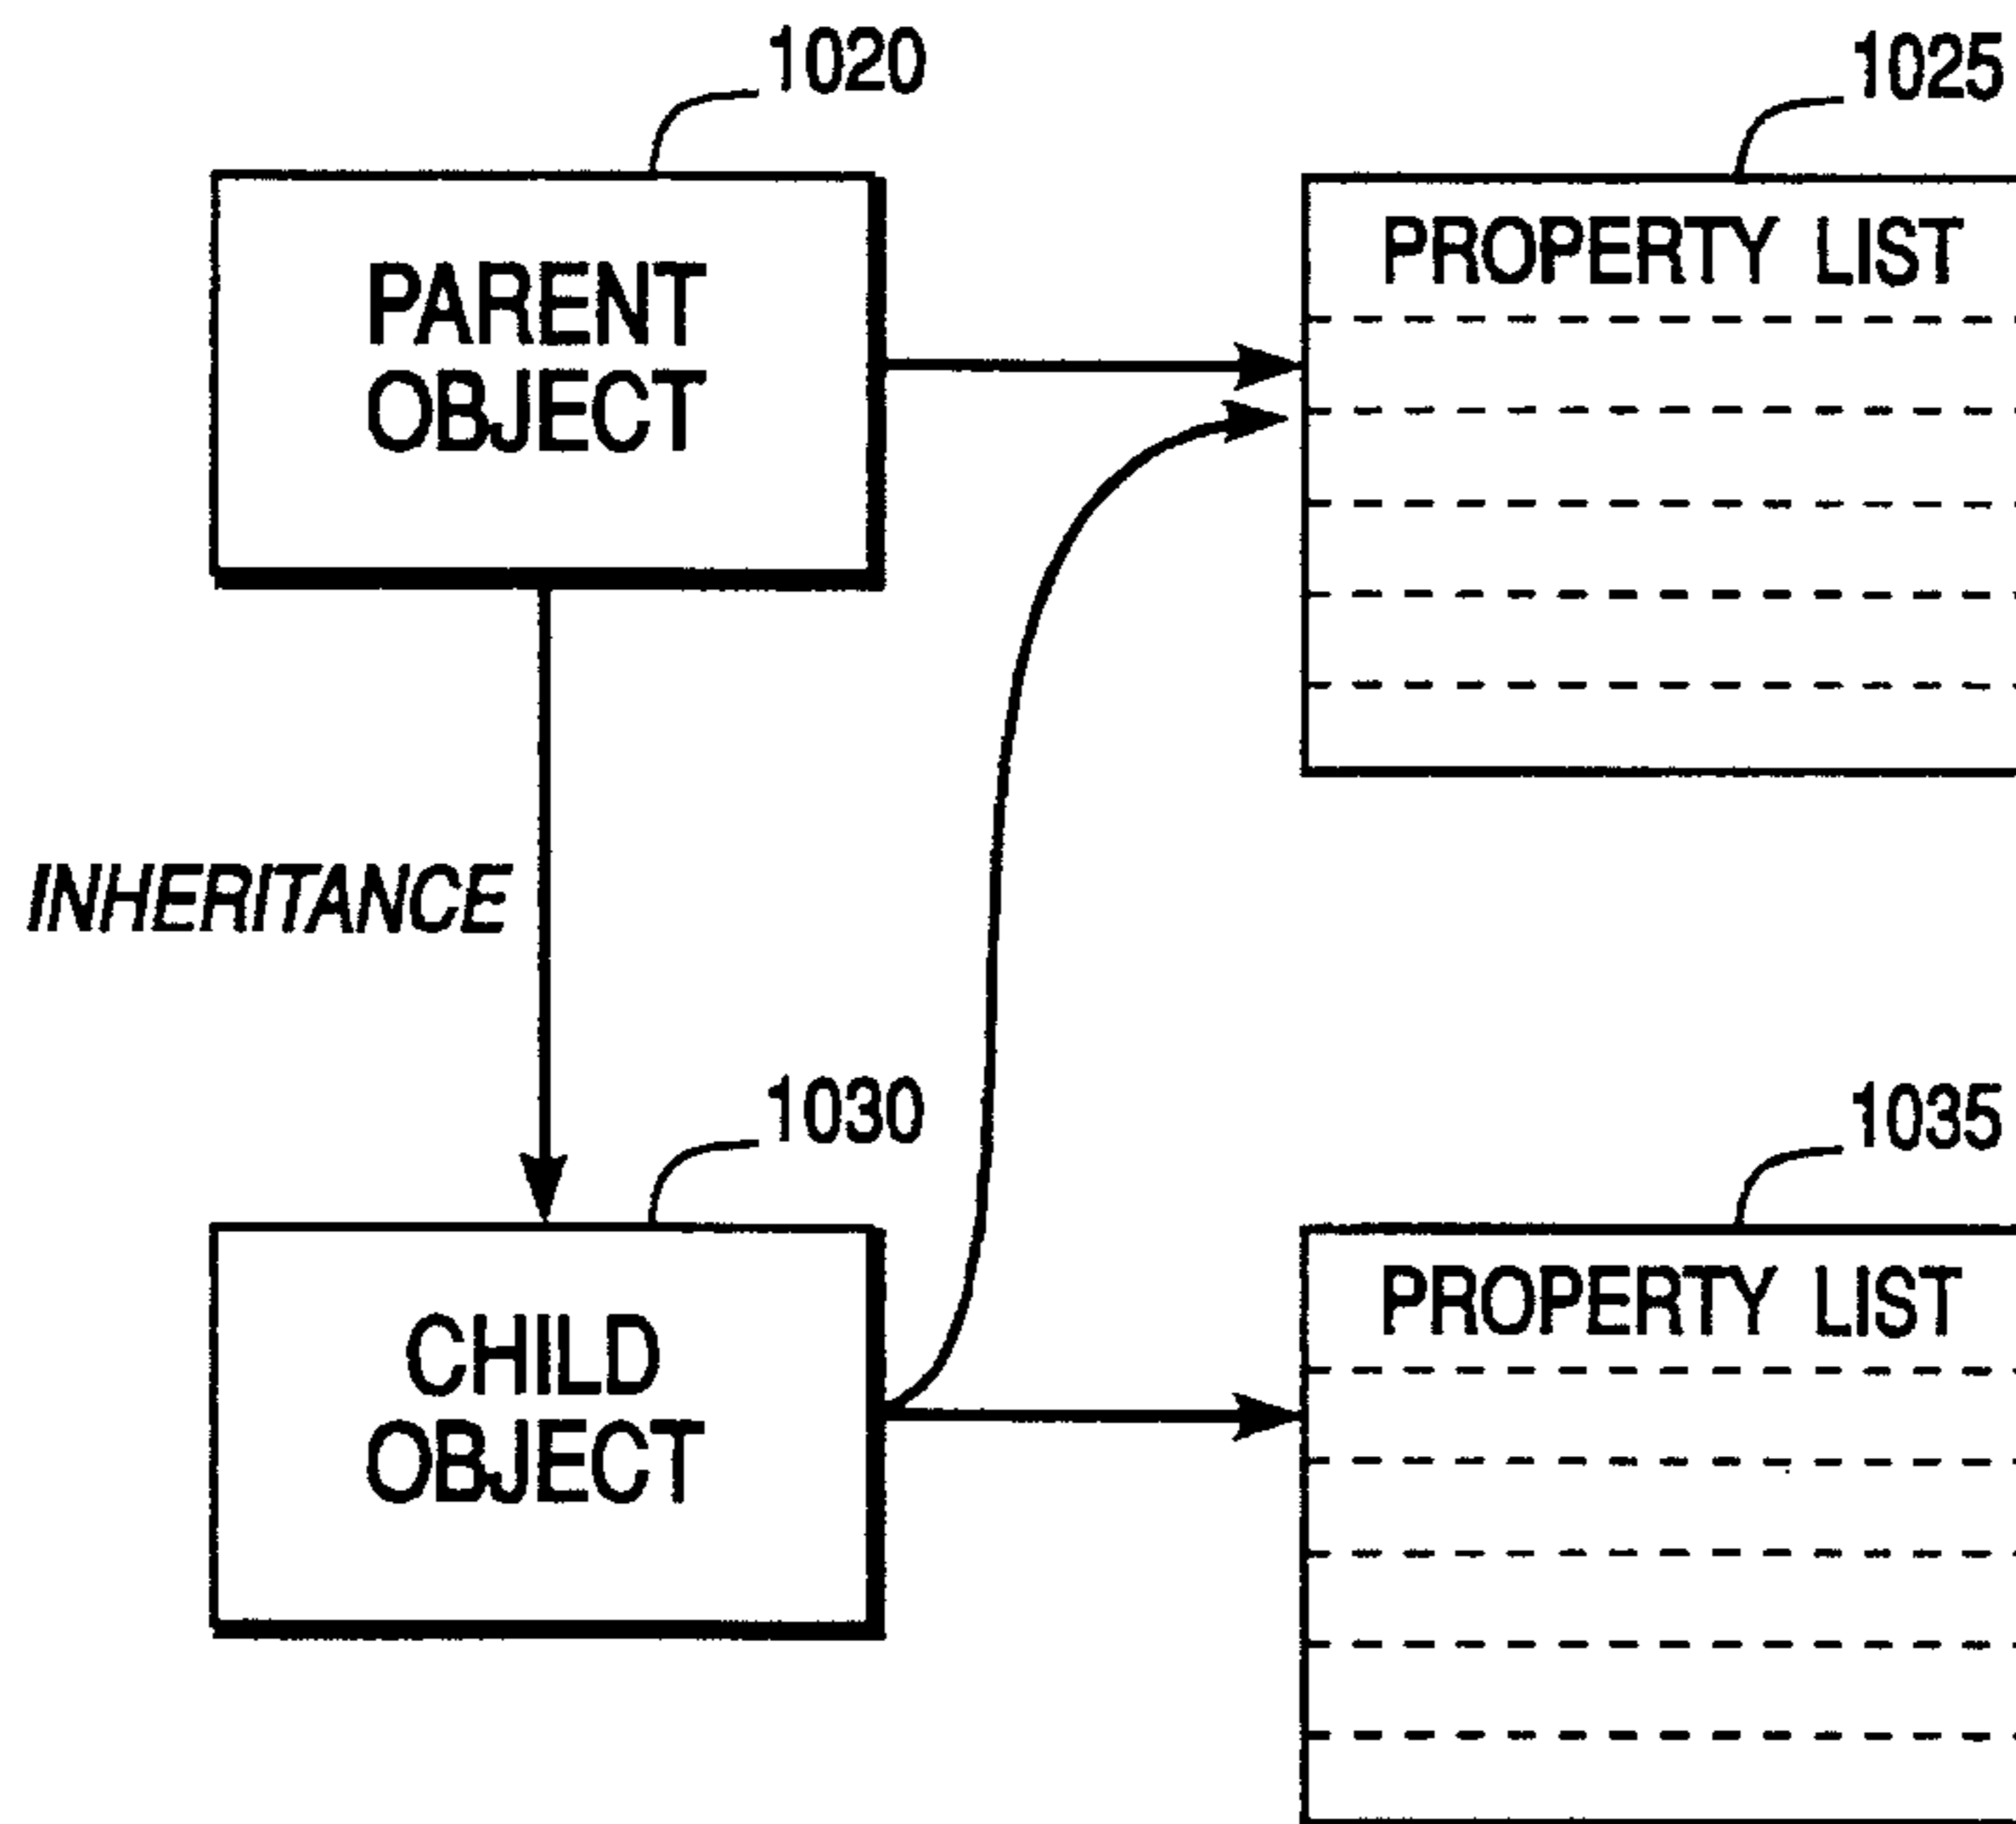 1020
1025
PARENT
OBJECT
PROPERTY LIST
INHERITANCE
1030
1035
CHILD
OBJECT
PROPERTY LIST